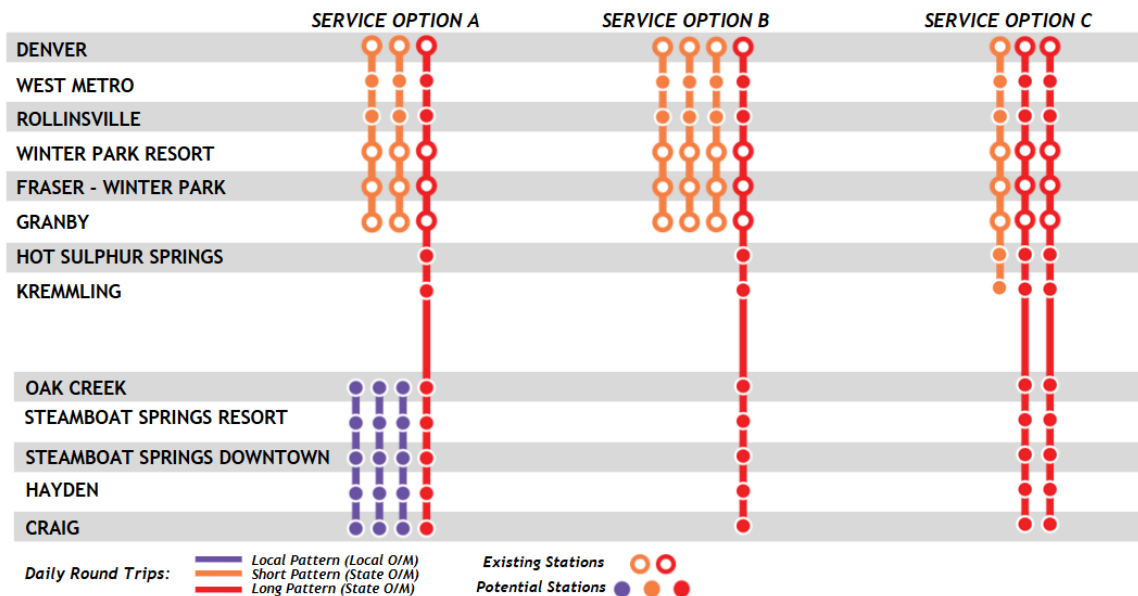 SERVICE OPTION A SERVICE OPTION B SERVICE OPTION C
DENVER
WEST METRO
ROLLINSVILLE
WINTER PARK RESORT
FRASER - WINTER PARK
GRANBY
HOT SULPHUR SPRINGS
KREMMLING
OAK CREEK
STEAMBOAT SPRINGS RESORT
STEAMBOAT SPRINGS DOWNTOWN
HAYDEN
CRAIG
Daily Round Trips:
Local Pattern (Local O/M)
Short Pattern (State O/M)
Long Pattern (State O/M)
Existing Stations
Potential Stations